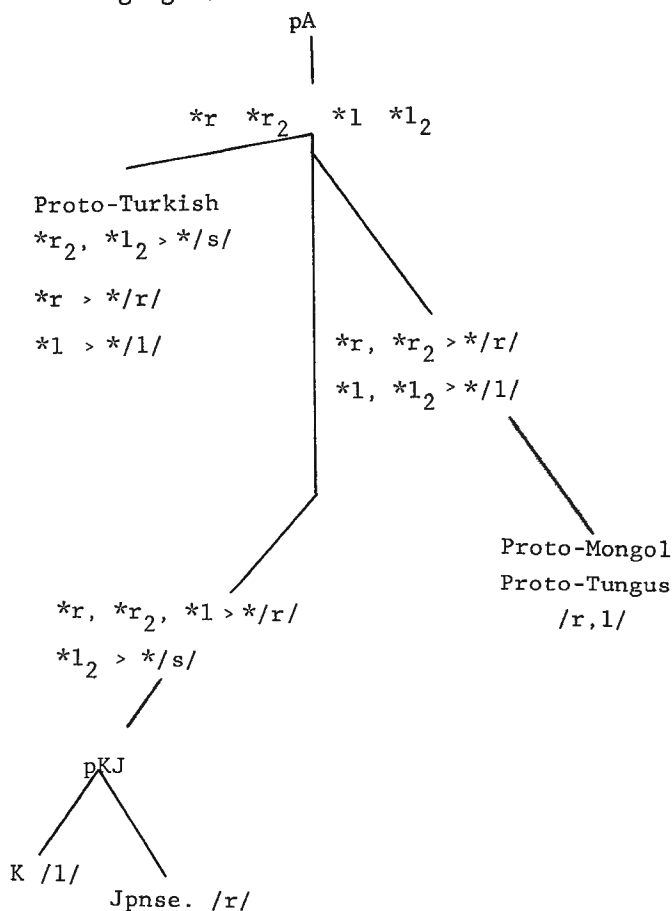 pA
*r *r₂ *l *l₂
Proto-Turkish
*r₂, *l₂ > */s/
*r > */r/
*l > */l/
*r, *r₂ > */r/
*l, *l₂ > */l/
Proto-Mongol
Proto-Tungus
/r,l/
*r, *r₂, *l > */r/
*l₂ > */s/
pKJ
K /l/
Jpnse. /r/